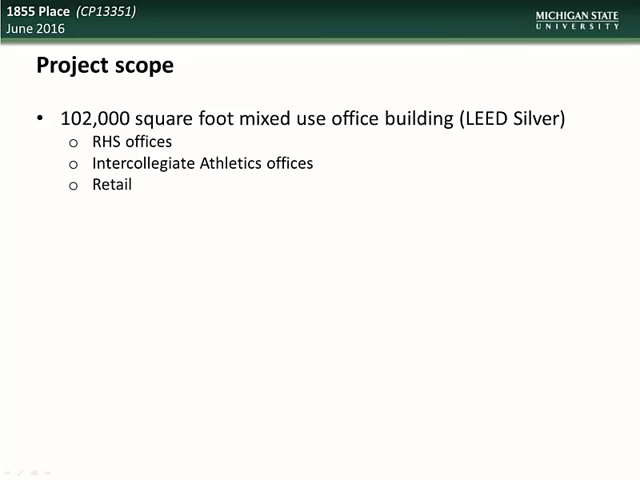 1855 Place (CP13351)
June 2016
MICHIGAN STATE
UNIVERSITY
Project scope
• 102,000 square foot mixed use office building (LEED Silver)
o RHS offices
o Intercollegiate Athletics offices
o Retail